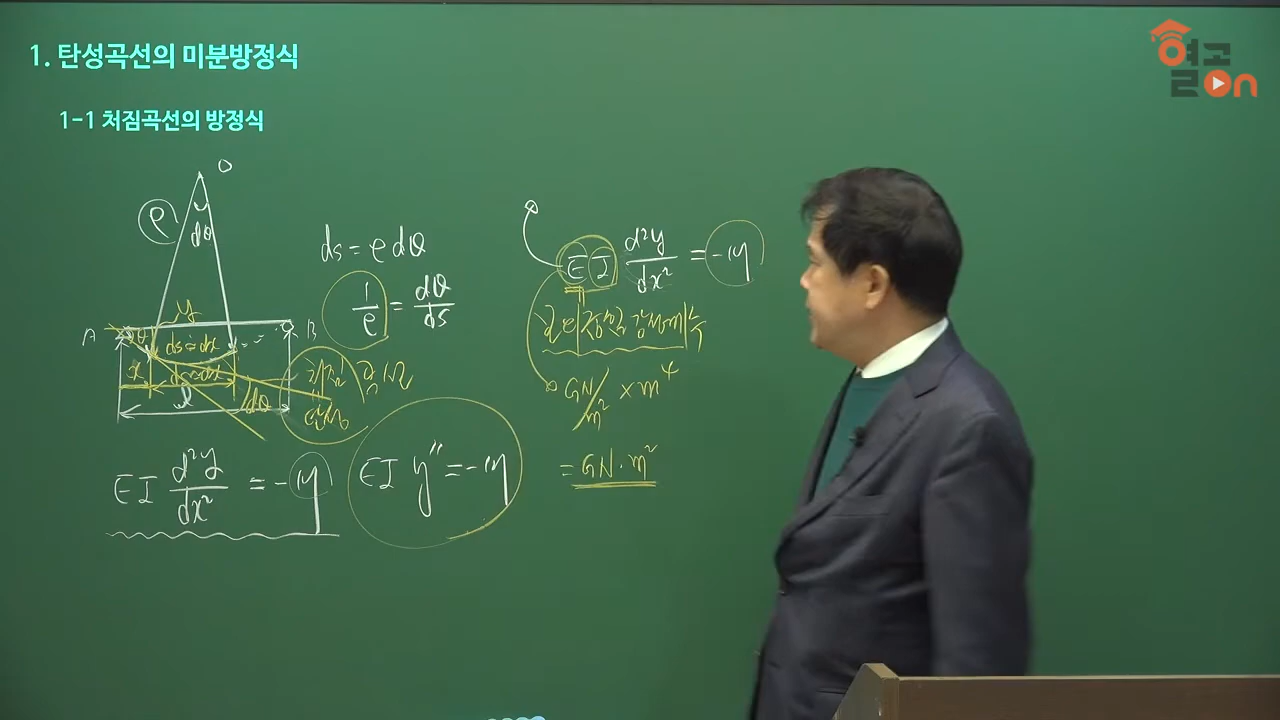 1. 탄성곡선의 미분방정식
열공
On
1-1 처짐곡선의 방정식
O
ρ
dθ
ds = ρ dθ
1/ρ = dθ/ds
EI d²y/dx² = -M
A
B
θ
ds ≈ dx
x
l
dθ
GN/m² × m⁴
= GN·m²
EI d²y/dx² = -M
EI y'' = -M